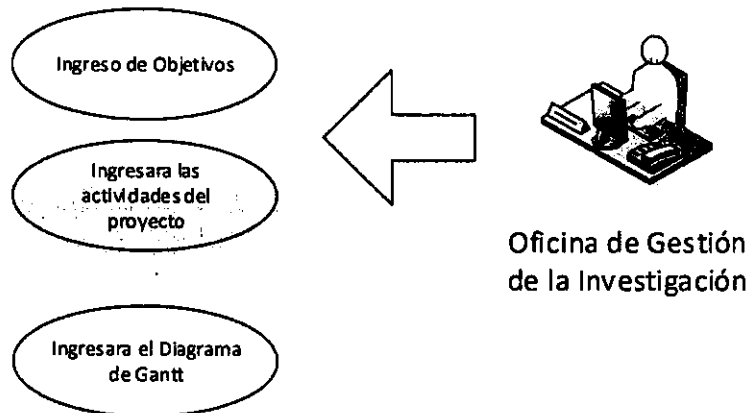 Ingreso de Objetivos
Ingresara las
actividades del
proyecto
Ingresara el Diagrama
de Gantt
Oficina de Gestión
de la Investigación